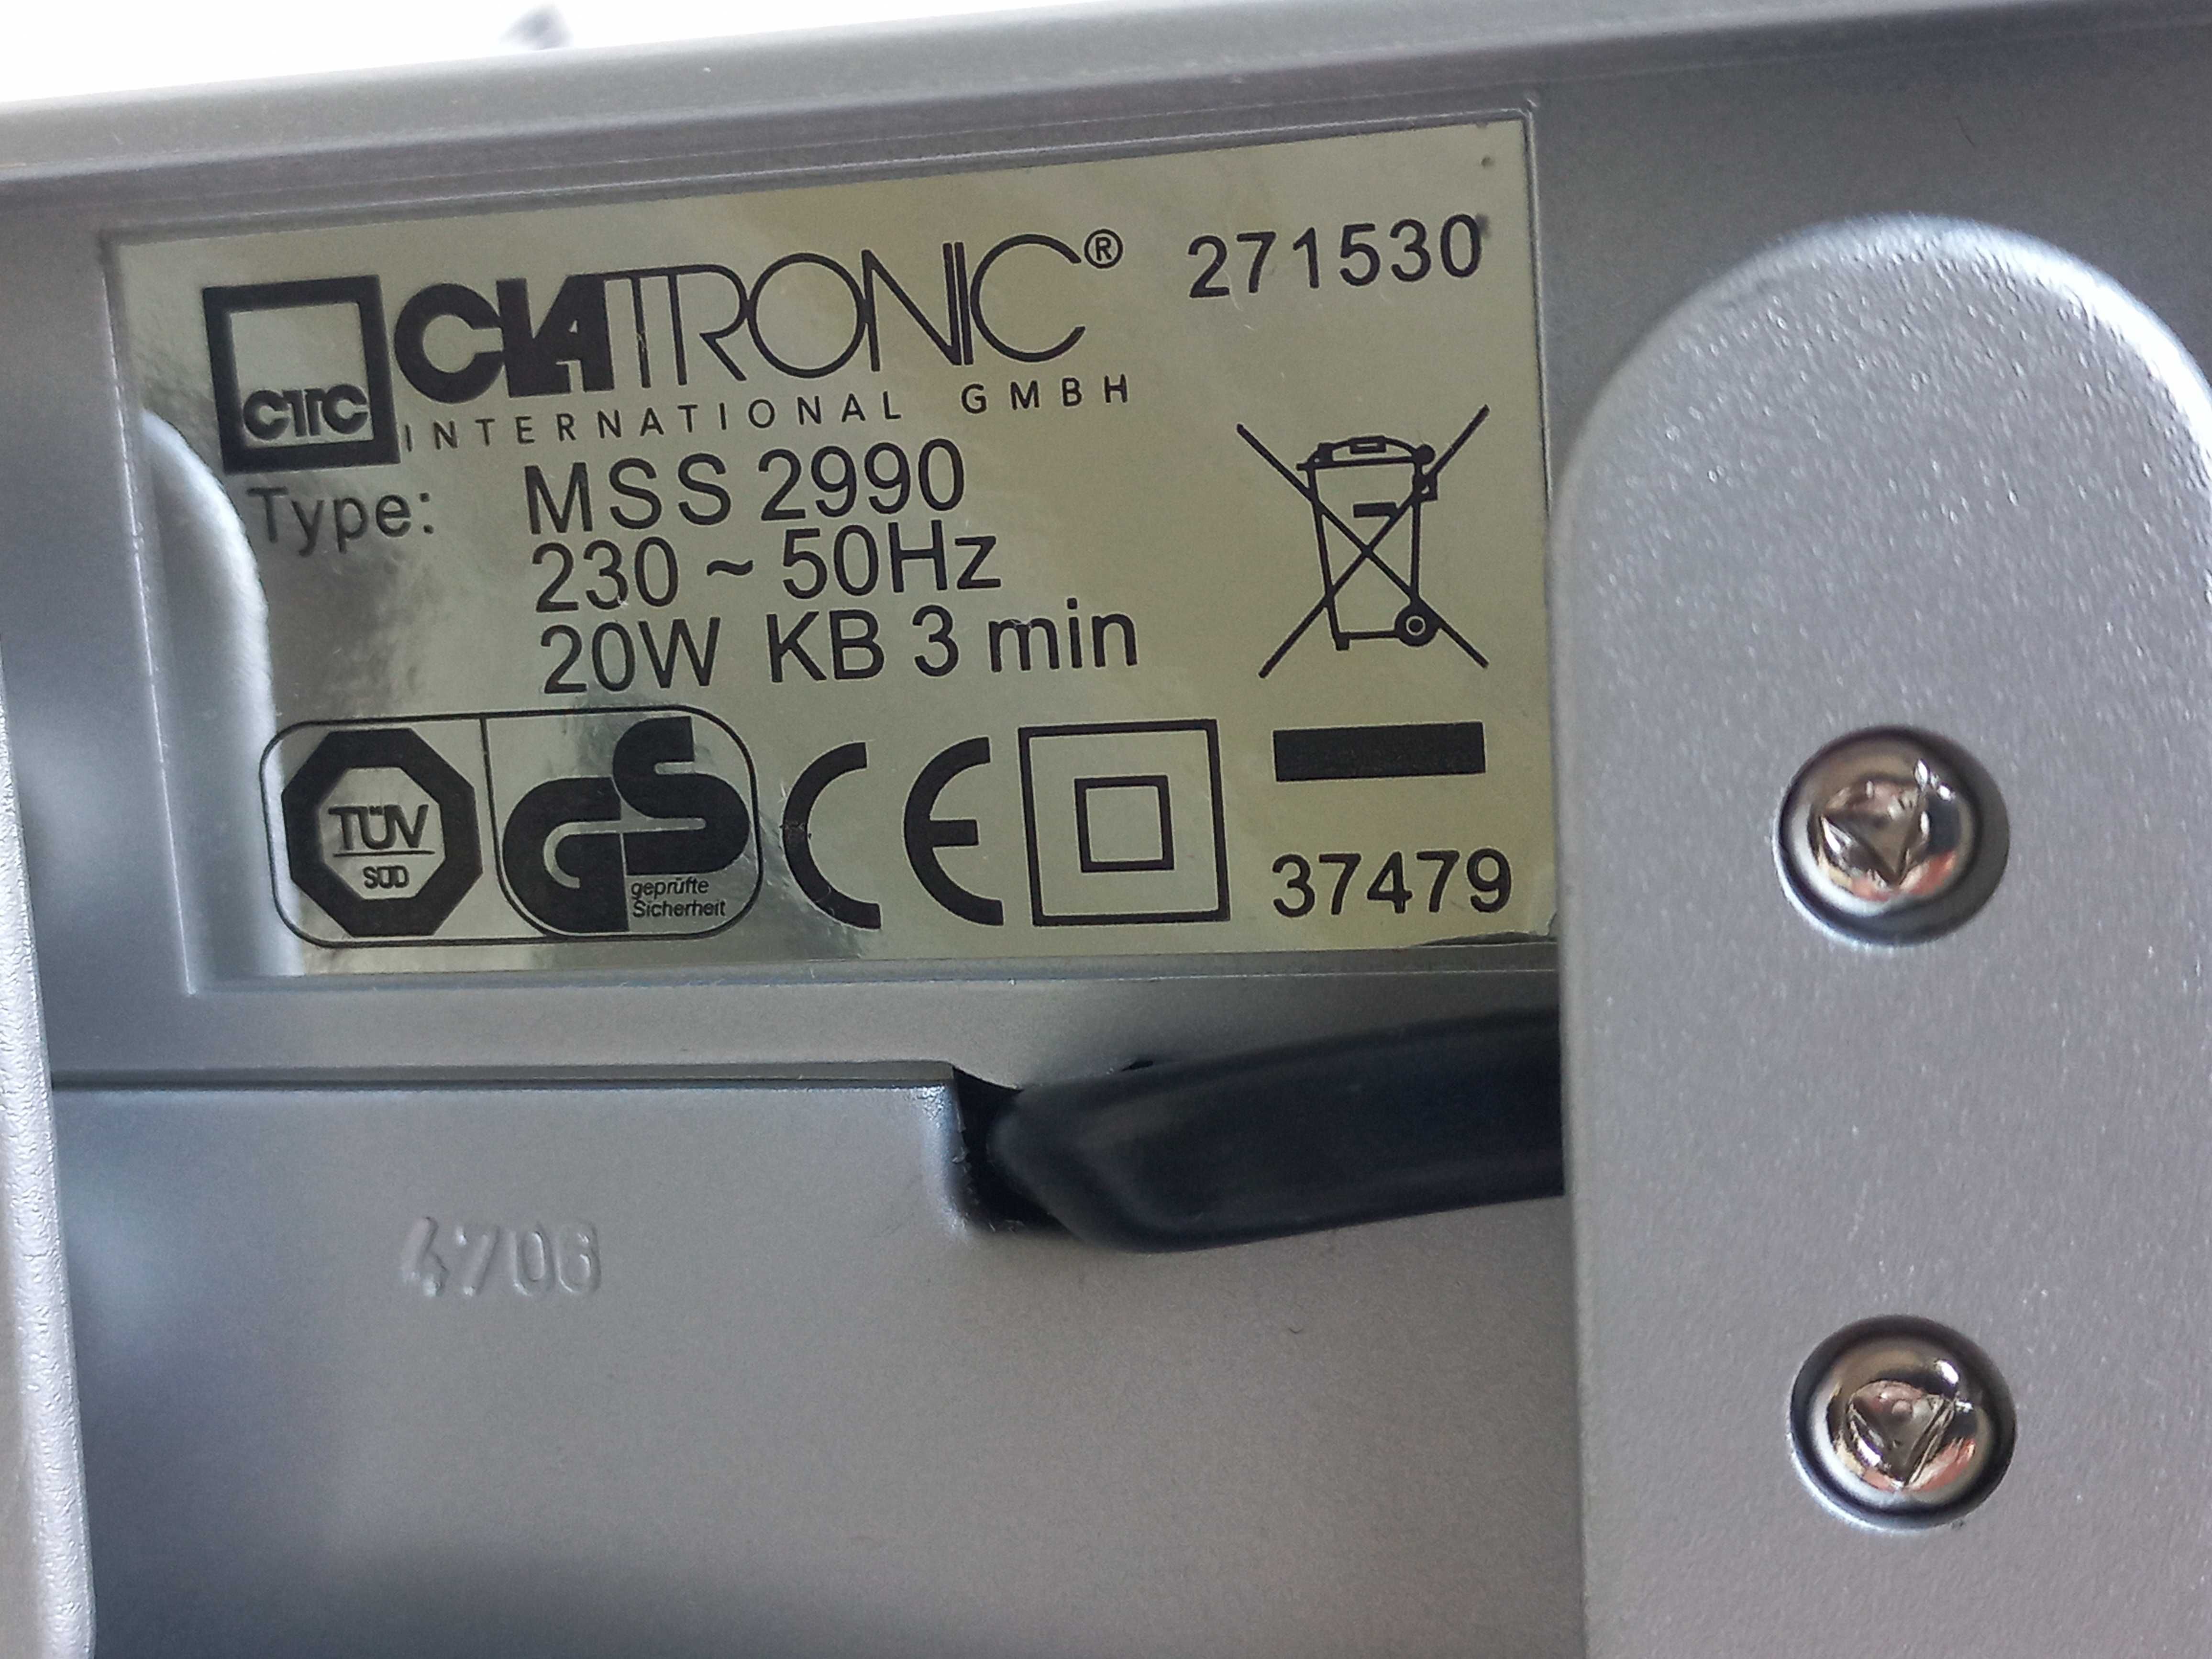 CTC CLATRONIC® 271530
INTERNATIONAL GMBH
Type: MSS 2990
230 ~ 50Hz
20W KB 3 min
TÜV
SÜD
GS
geprüfte
Sicherheit
CE
37479
4706